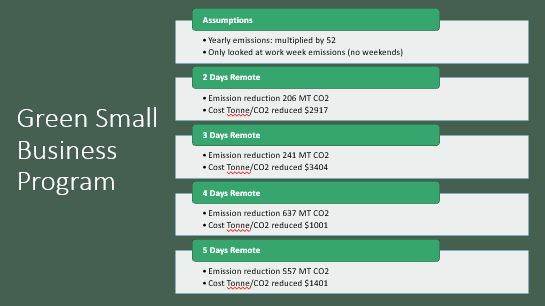 Green Small
Business
Program
Assumptions
• Yearly emissions: multiplied by 52
• Only looked at work week emissions (no weekends)
2 Days Remote
• Emission reduction 206 MT CO2
• Cost Tonne/CO2 reduced $2917
3 Days Remote
• Emission reduction 241 MT CO2
• Cost Tonne/CO2 reduced $3404
4 Days Remote
• Emission reduction 637 MT CO2
• Cost Tonne/CO2 reduced $1001
5 Days Remote
• Emission reduction 557 MT CO2
• Cost Tonne/CO2 reduced $1401